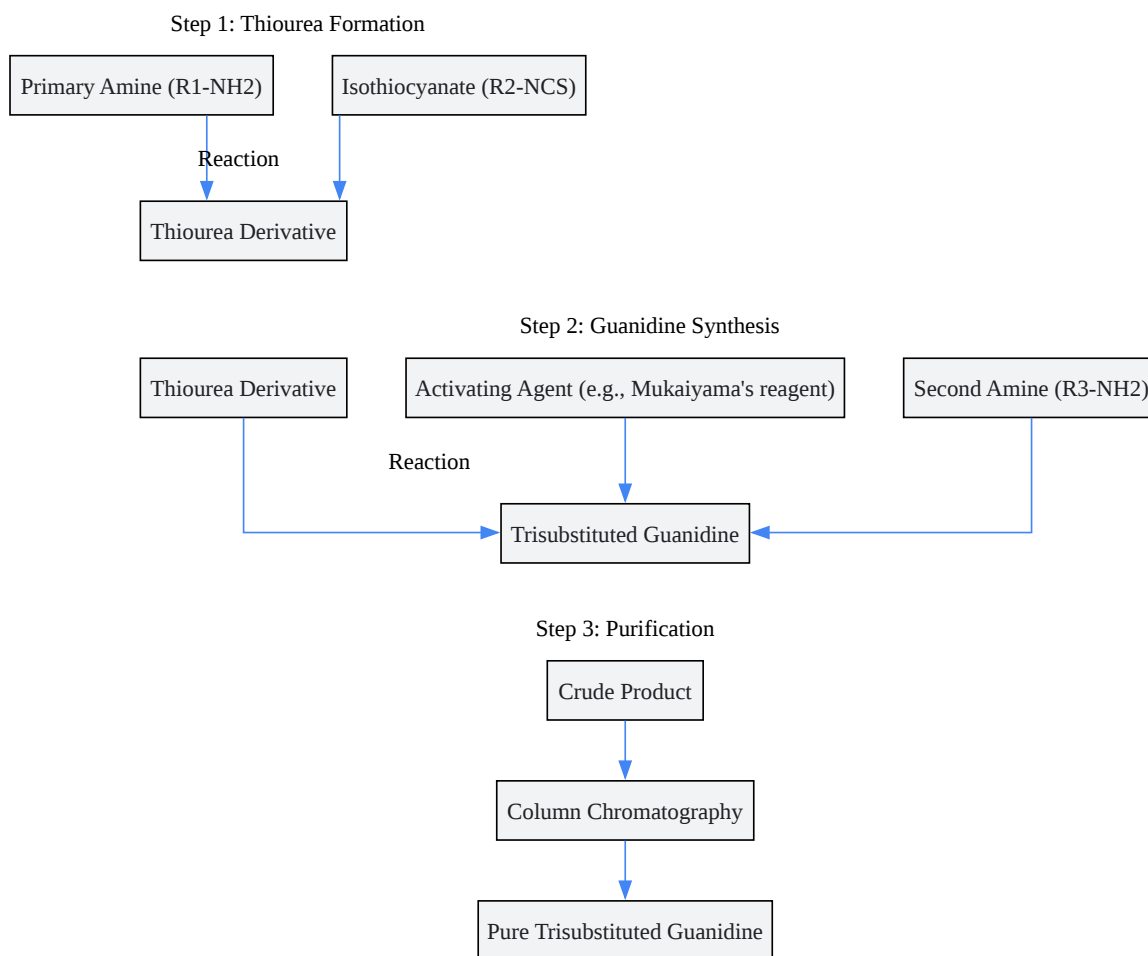 Step 1: Thiourea Formation
Primary Amine (R1-NH2)
Isothiocyanate (R2-NCS)
Reaction
Thiourea Derivative
Step 2: Guanidine Synthesis
Thiourea Derivative
Activating Agent (e.g., Mukaiyama's reagent)
Second Amine (R3-NH2)
Reaction
Trisubstituted Guanidine
Step 3: Purification
Crude Product
Column Chromatography
Pure Trisubstituted Guanidine